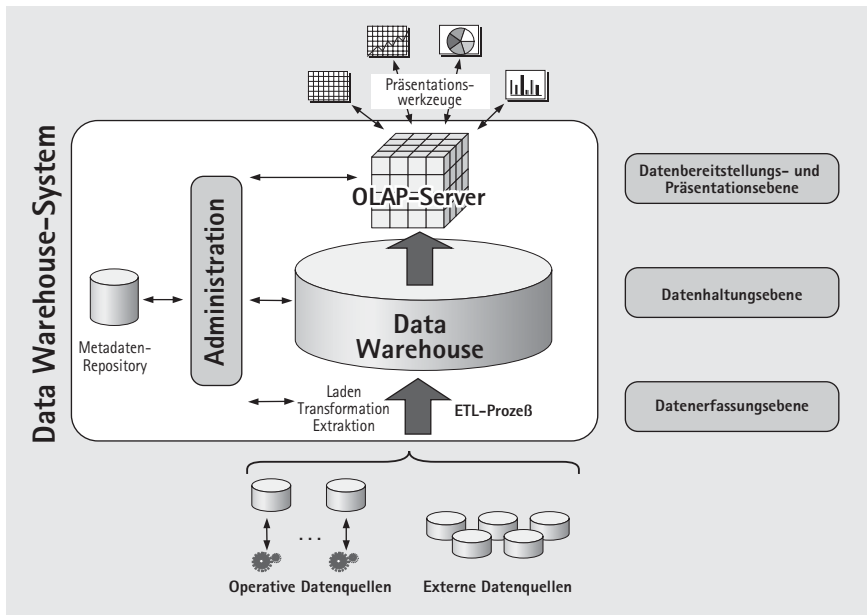 Präsentations-
werkzeuge
Data Warehouse-System
OLAP-Server
Administration
Metadaten-
Repository
Data
Warehouse
Laden
Transformation
Extraktion
ETL-Prozeß
Datenbereitstellungs- und
Präsentationsebene
Datenhaltungsebene
Datenerfassungsebene
...
Operative Datenquellen
Externe Datenquellen